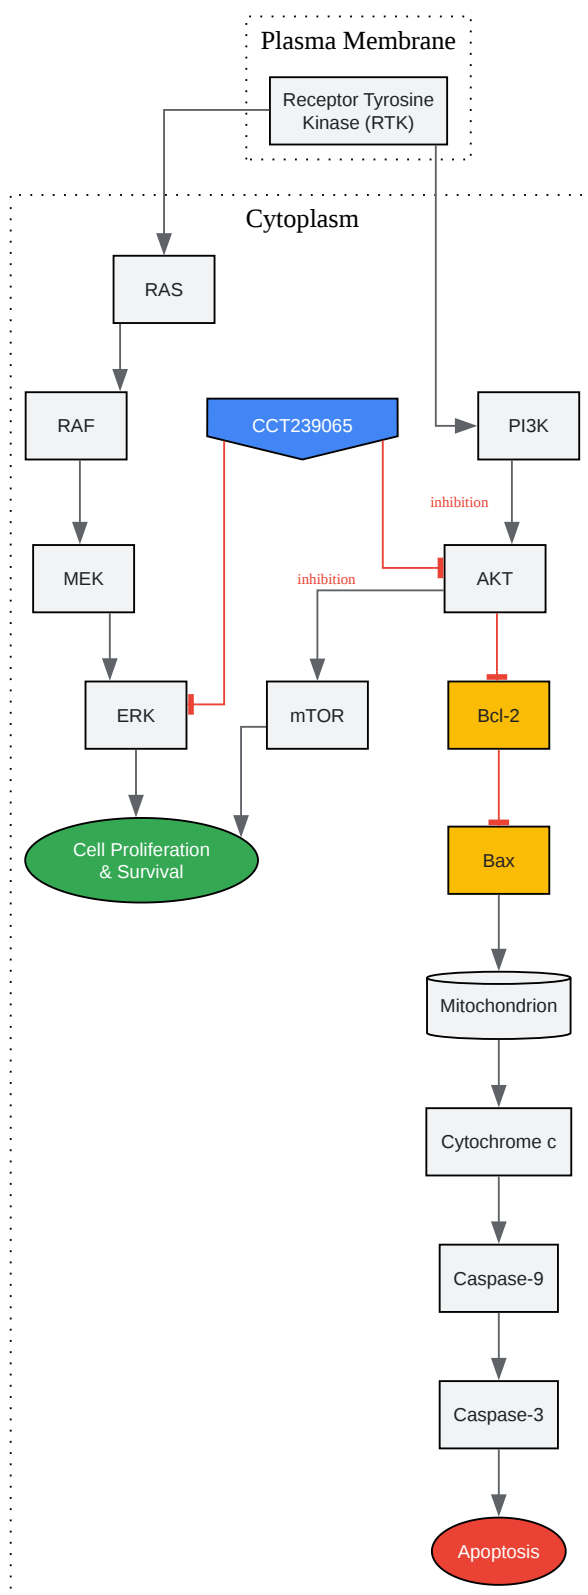 Plasma Membrane
Receptor Tyrosine
Kinase (RTK)
Cytoplasm
RAS
RAF
CCT239065
PI3K
inhibition
MEK
inhibition
AKT
ERK
mTOR
Bcl-2
Cell Proliferation
& Survival
Bax
Mitochondrion
Cytochrome c
Caspase-9
Caspase-3
Apoptosis